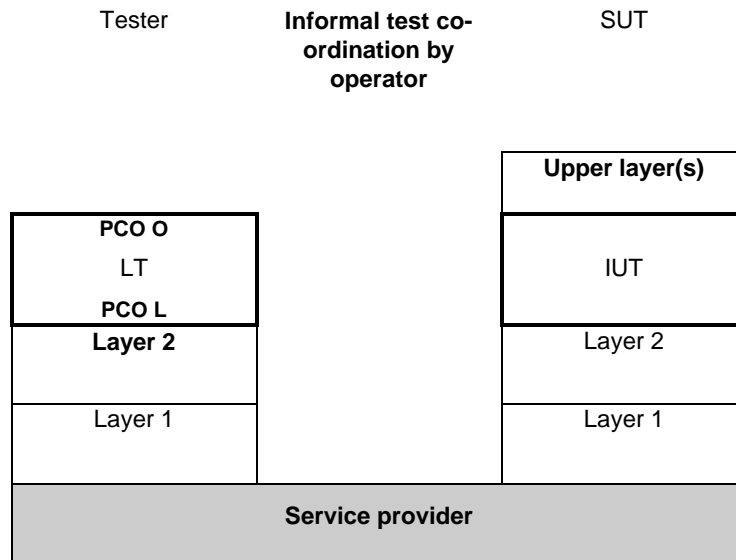 Tester
Informal test co-
ordination by
operator
SUT
Upper layer(s)
PCO O
LT
IUT
PCO L
Layer 2
Layer 2
Layer 1
Layer 1
Service provider